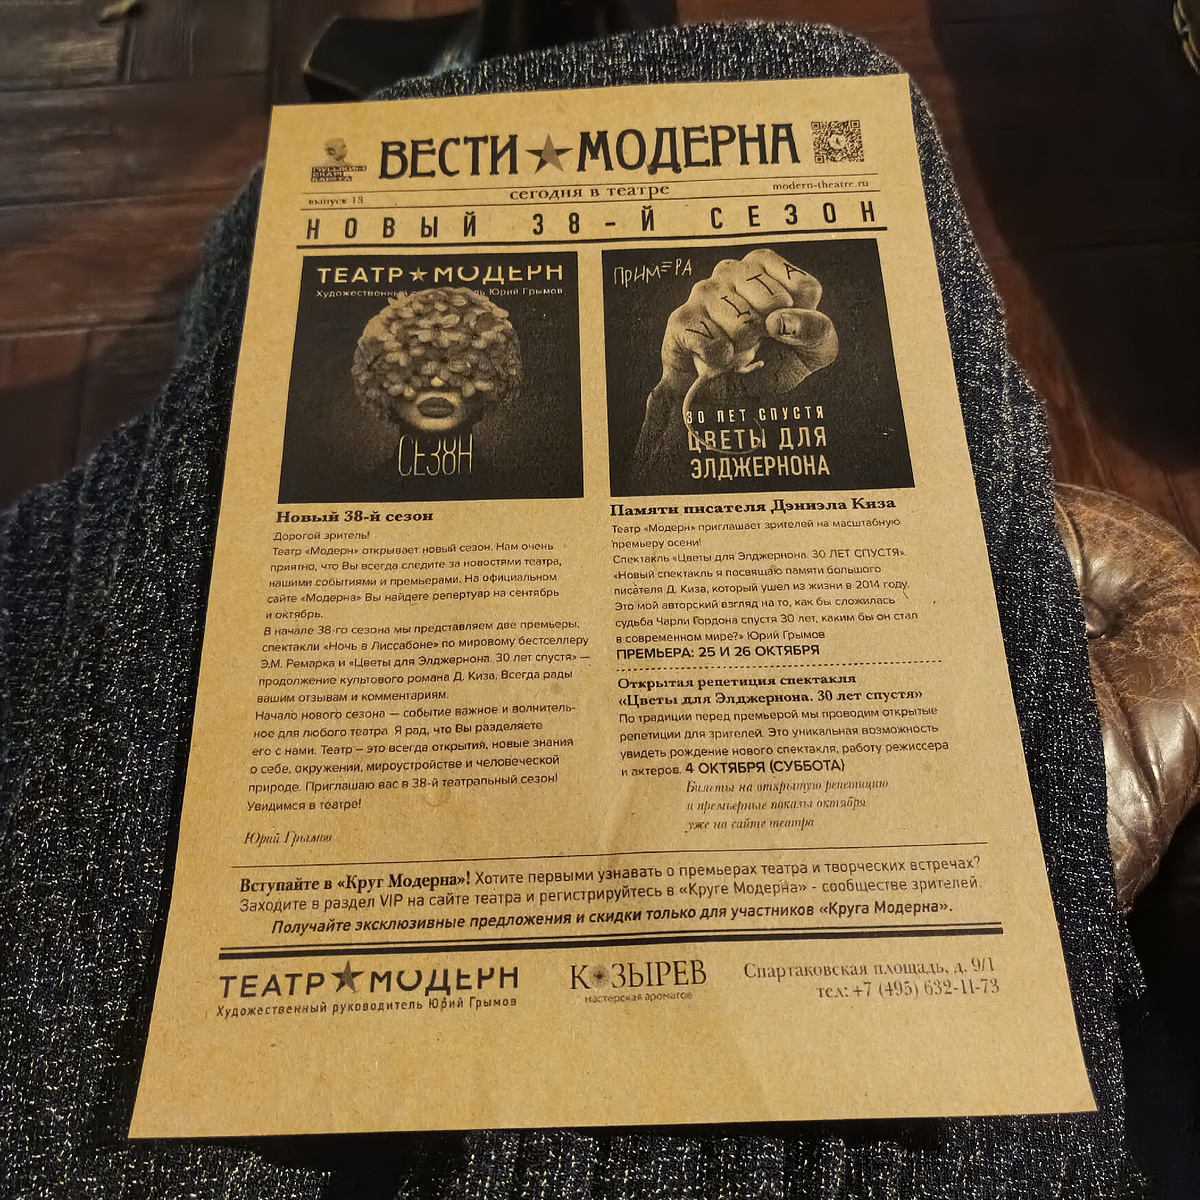 ПУШКИНСКАЯ КАРТА
ВЕСТИ★МОДЕРНА
выпуск 18
сегодня в театре
modern-theatre.ru
НОВЫЙ 38-Й СЕЗОН
ТЕАТР★МОДЕРН
Художественный руководитель Юрий Грымов
СЕЗ8Н
ПРИМЕРА
VИТА
30 ЛЕТ СПУСТЯ
ЦВЕТЫ ДЛЯ
ЭЛДЖЕРНОНА
Новый 38-й сезон
Дорогой зритель!
Театр «Модерн» открывает новый сезон. Нам очень
приятно, что Вы всегда следите за новостями театра,
нашими событиями и премьерами. На официальном
сайте «Модерна» Вы найдете репертуар на сентябрь
и октябрь.
В начале 38-го сезона мы представляем две премьеры:
спектакли «Ночь в Лиссабоне» по мировому бестселлеру
Э.М. Ремарка и «Цветы для Элджернона. 30 лет спустя» —
продолжение культового романа Д. Киза. Всегда рады
вашим отзывам и комментариям.
Начало нового сезона — событие важное и волнитель-
ное для любого театра. Я рад, что Вы разделяете
его с нами. Театр – это всегда открытия, новые знания
о себе, окружении, мироустройстве и человеческой
природе. Приглашаю вас в 38-й театральный сезон!
Увидимся в театре!
Юрий Грымов
Памяти писателя Дэниэла Киза
Театр «Модерн» приглашает зрителей на масштабную
премьеру осени!
Спектакль «Цветы для Элджернона. 30 ЛЕТ СПУСТЯ».
«Новый спектакль я посвящаю памяти большого
писателя Д. Киза, который ушел из жизни в 2014 году.
Это мой авторский взгляд на то, как бы сложилась
судьба Чарли Гордона спустя 30 лет, каким бы он стал
в современном мире?» Юрий Грымов
ПРЕМЬЕРА: 25 И 26 ОКТЯБРЯ
Открытая репетиция спектакля
«Цветы для Элджернона. 30 лет спустя»
По традиции перед премьерой мы проводим открытые
репетиции для зрителей. Это уникальная возможность
увидеть рождение нового спектакля, работу режиссера
и актеров. 4 ОКТЯБРЯ (СУББОТА)
Билеты на открытую репетицию
и премьерные показы октября
уже на сайте театра
Вступайте в «Круг Модерна»! Хотите первыми узнавать о премьерах театра и творческих встречах?
Заходите в раздел VIP на сайте театра и регистрируйтесь в «Круге Модерна» - сообществе зрителей.
Получайте эксклюзивные предложения и скидки только для участников «Круга Модерна».
ТЕАТР★МОДЕРН
Художественный руководитель Юрий Грымов
КОЗЫРЕВ
мастерская ароматов
Спартаковская площадь, д. 9/1
тел: +7 (495) 632-11-73